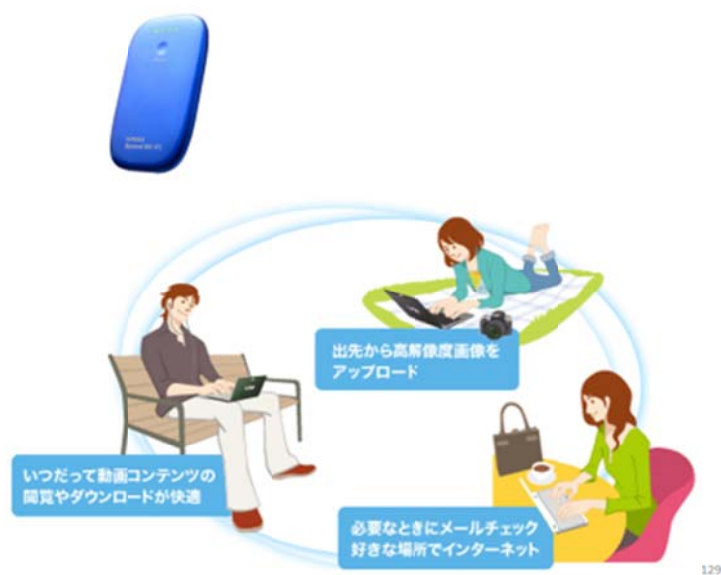 出先から高解像度画像を
アップロード
いつだって動画コンテンツの
閲覧やダウンロードが快適
必要なときにメールチェック
好きな場所でインターネット
129